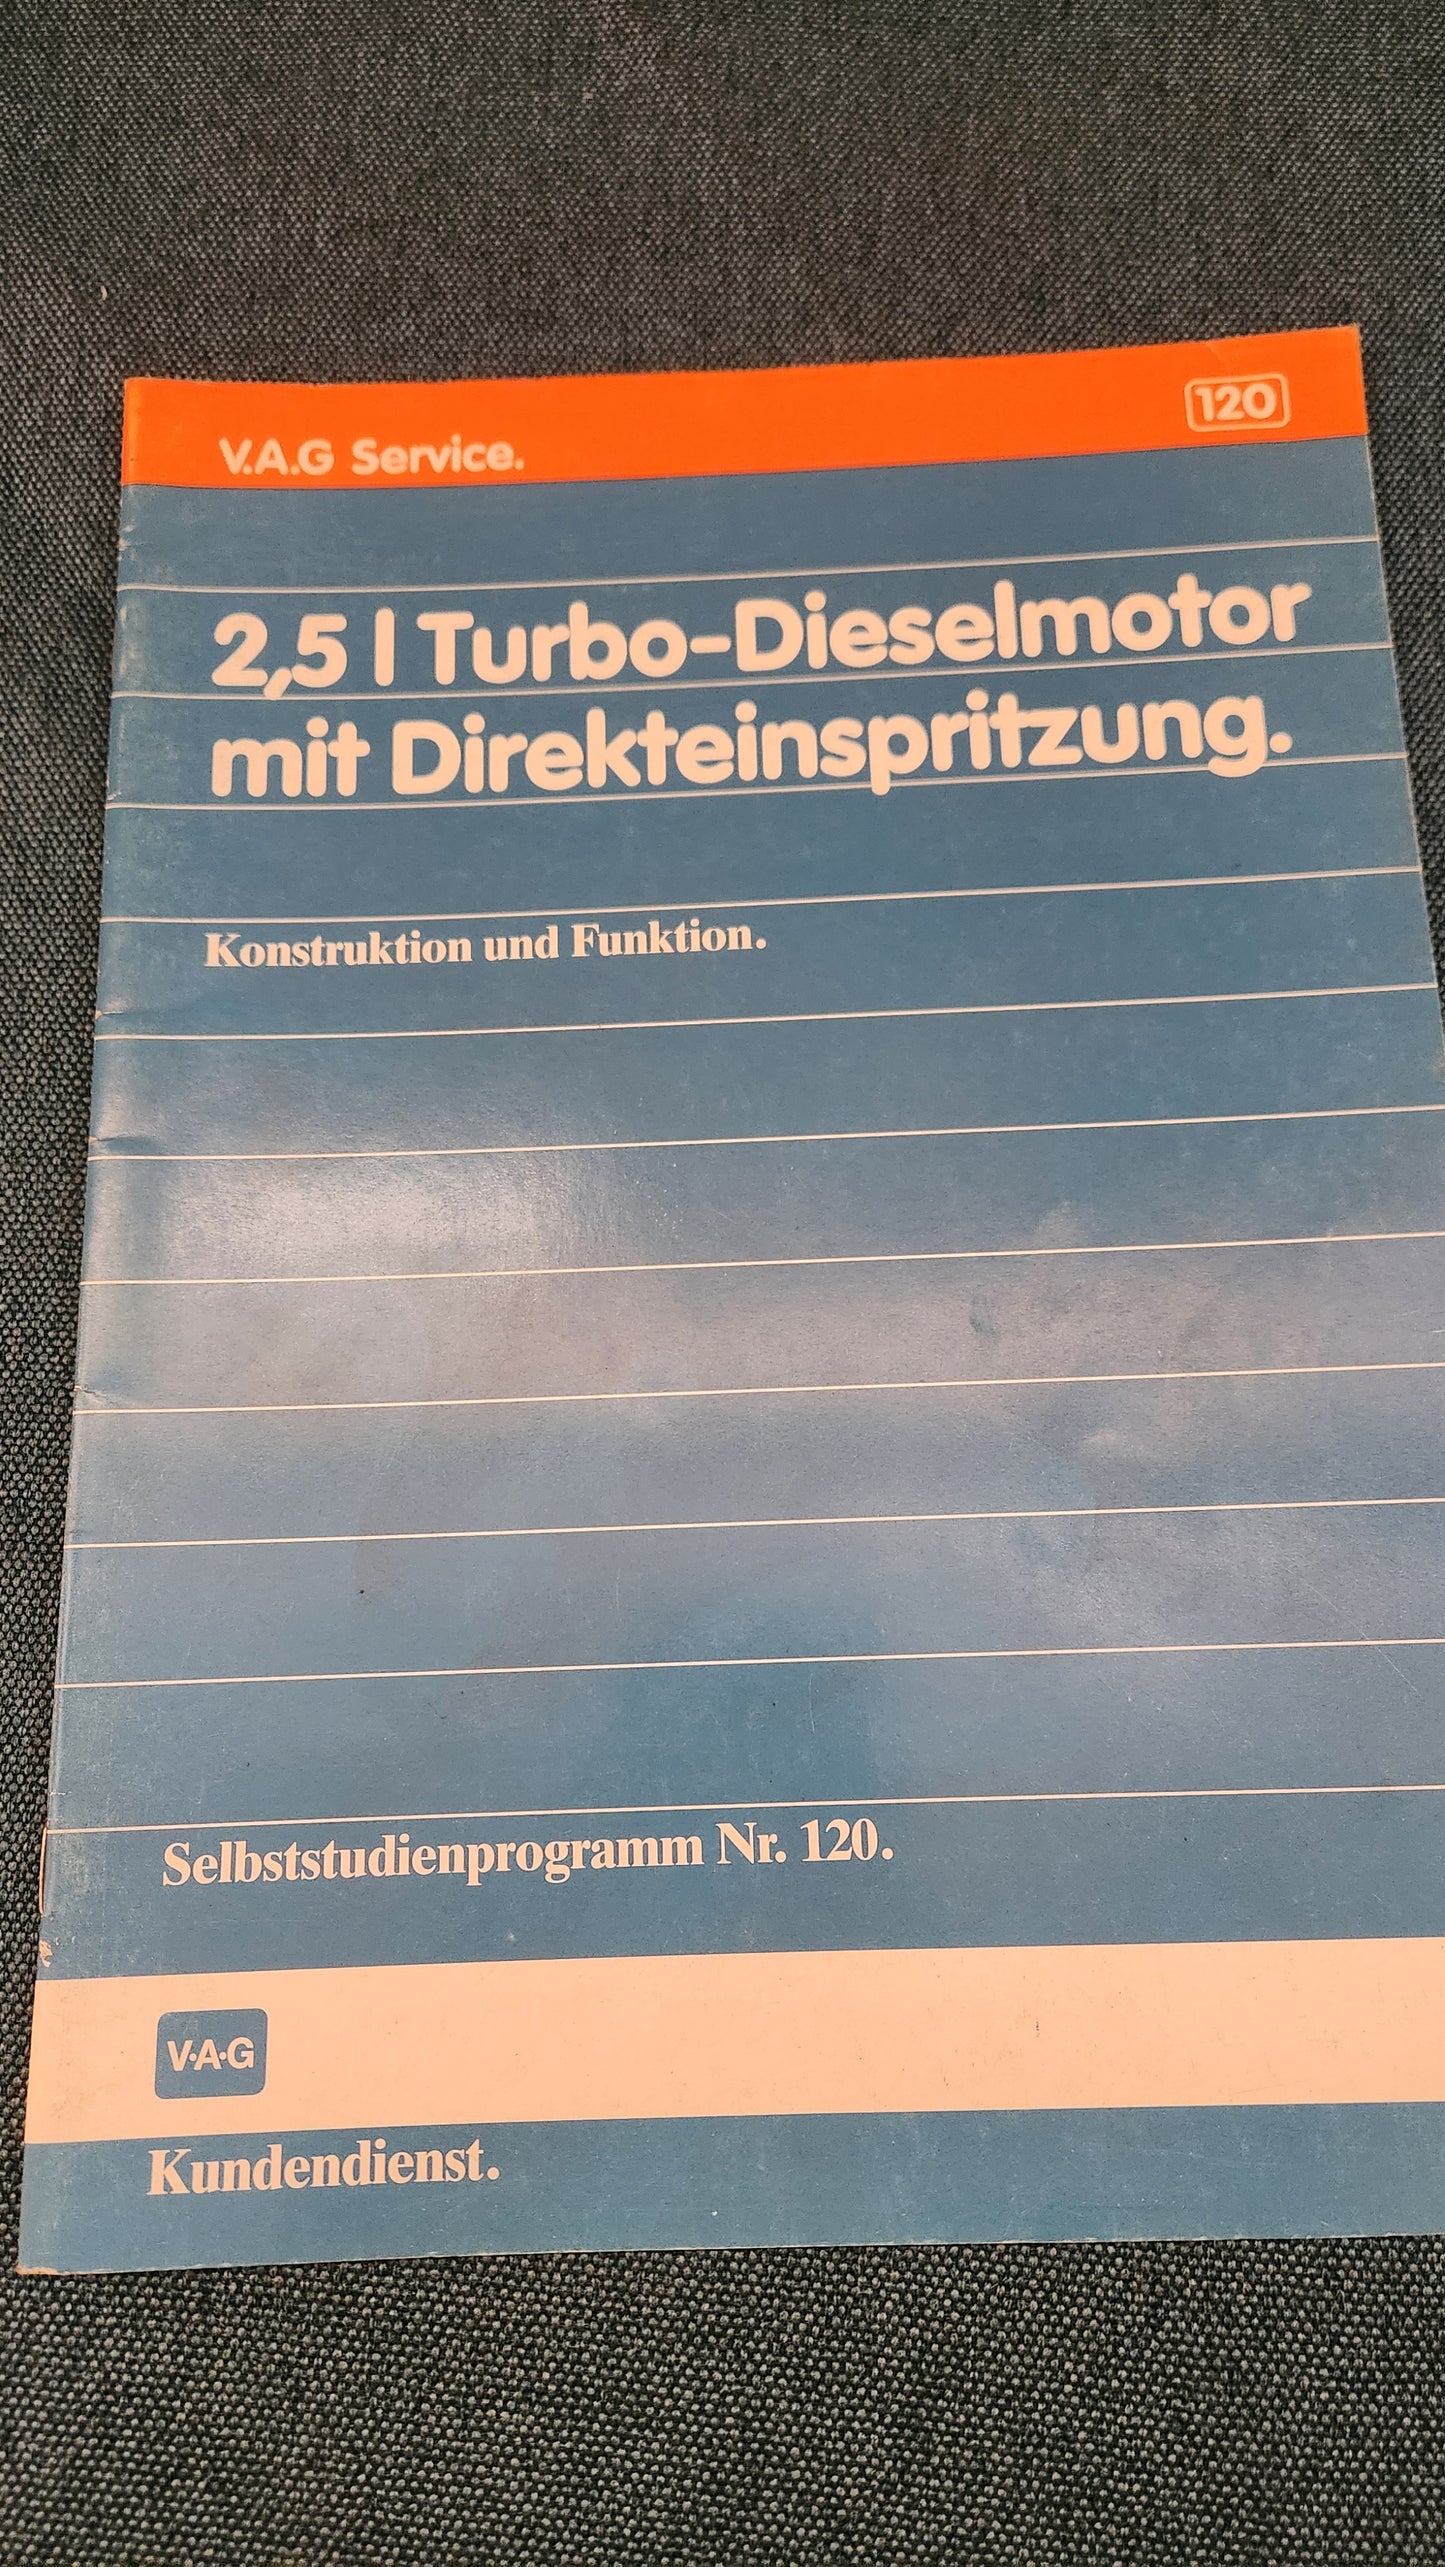 V.A.G Service.
120
2,5 l Turbo-Dieselmotor
mit Direkteinspritzung.
Konstruktion und Funktion.
Selbststudienprogramm Nr. 120.
V·A·G
Kundendienst.